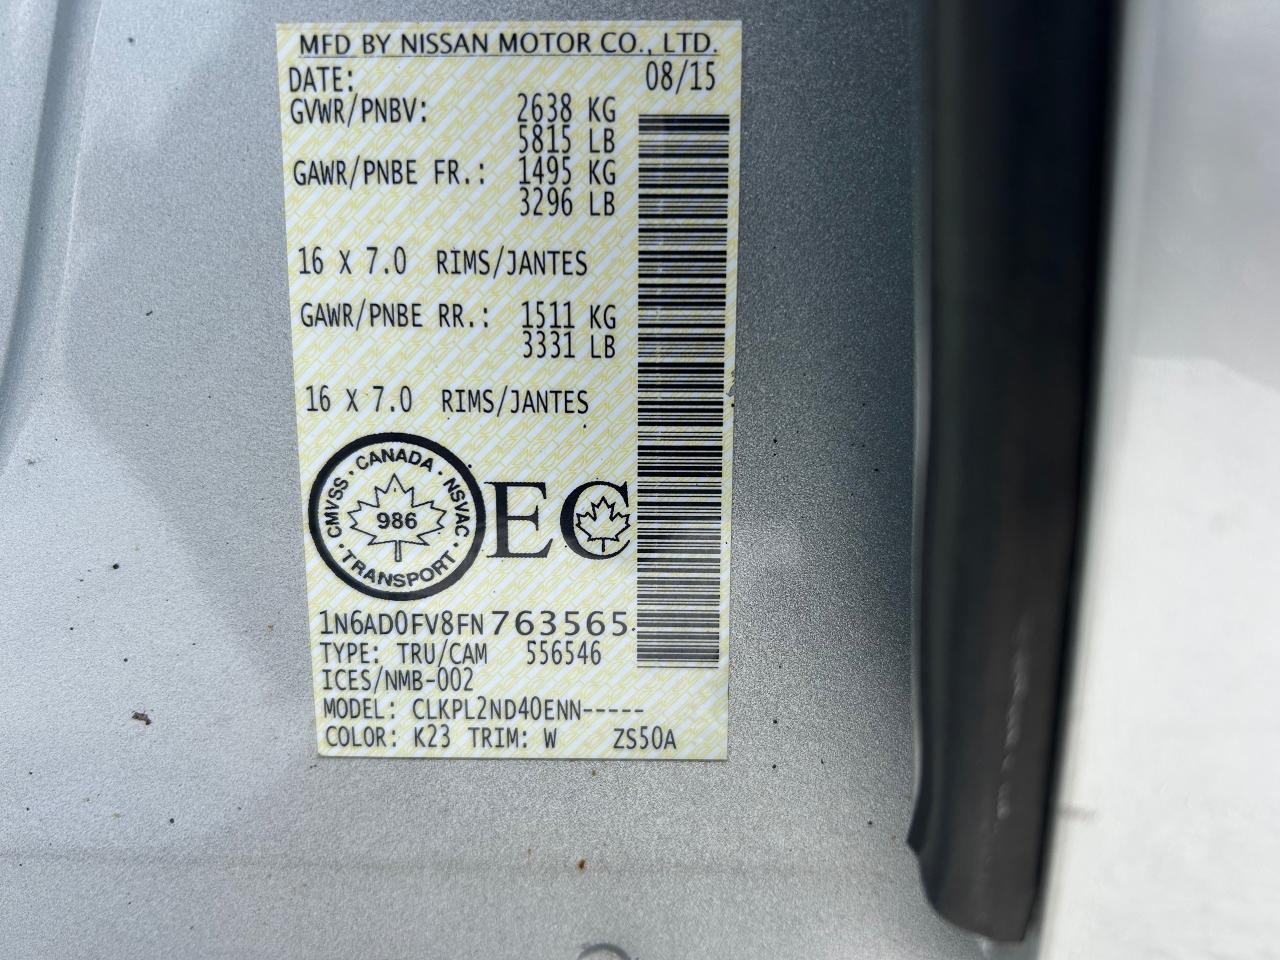 MFD BY NISSAN MOTOR CO., LTD.
DATE: 08/15
GVWR/PNBV: 2638 KG
5815 LB
GAWR/PNBE FR.: 1495 KG
3296 LB
16 X 7.0 RIMS/JANTES
GAWR/PNBE RR.: 1511 KG
3331 LB
16 X 7.0 RIMS/JANTES
CMVSS · CANADA · NSVAC · TRANSPORT ·
986
EC
1N6AD0FV8FN763565.
TYPE: TRU/CAM 556546
ICES/NMB-002
MODEL: CLKPL2ND40ENN-----
COLOR: K23 TRIM: W ZS50A